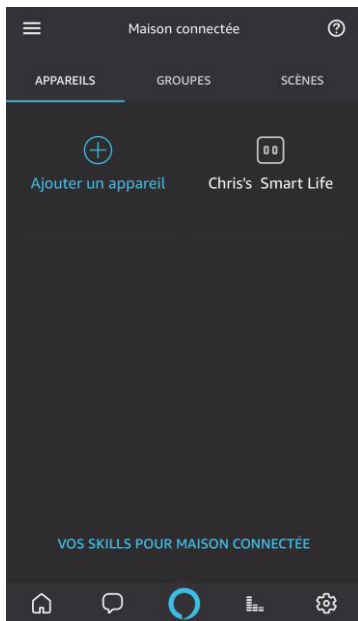 Maison connectée
APPAREILS GROUPES SCÈNES
Ajouter un appareil Chris's Smart Life
VOS SKILLS POUR MAISON CONNECTÉE